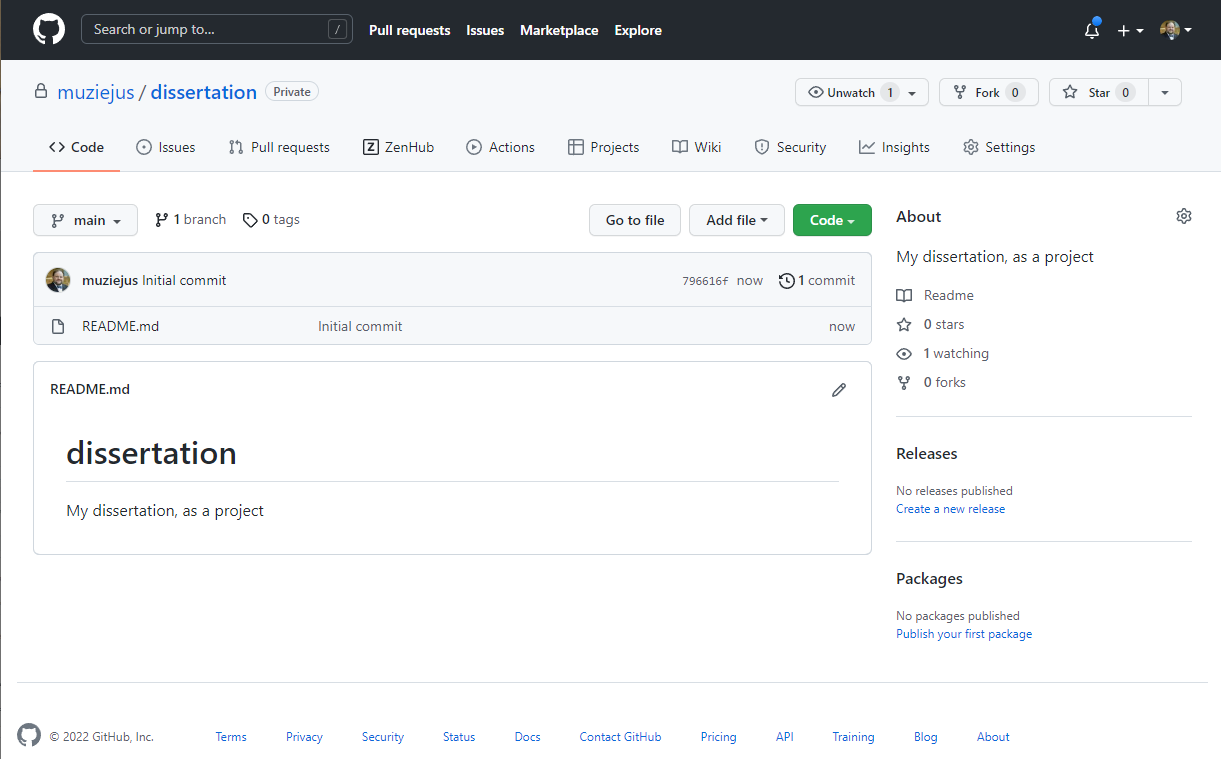 Search or jump to... /
Pull requests Issues Marketplace Explore
muziejus / dissertation Private
Unwatch 1 Fork 0 Star 0
Code Issues Pull requests Z ZenHub Actions Projects Wiki Security Insights Settings
main 1 branch 0 tags Go to file Add file Code
muziejus Initial commit 796616f now 1 commit
README.md Initial commit now
README.md
dissertation
My dissertation, as a project
About
My dissertation, as a project
Readme
0 stars
1 watching
0 forks
Releases
No releases published
Create a new release
Packages
No packages published
Publish your first package
© 2022 GitHub, Inc. Terms Privacy Security Status Docs Contact GitHub Pricing API Training Blog About